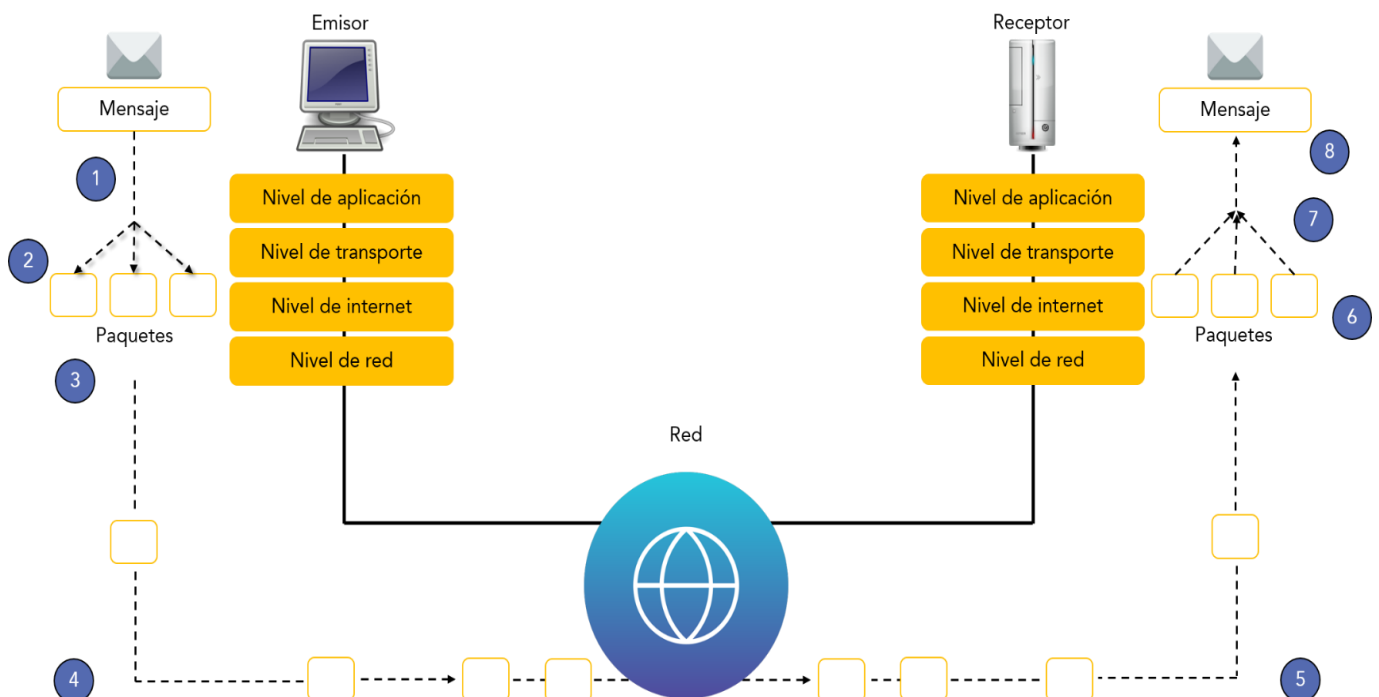 Emisor
Receptor
Mensaje
Mensaje
8
1
Nivel de aplicación
Nivel de aplicación
7
2
Nivel de transporte
Nivel de transporte
Nivel de internet
Nivel de internet
6
Paquetes
Paquetes
Nivel de red
Nivel de red
3
Red
4
5